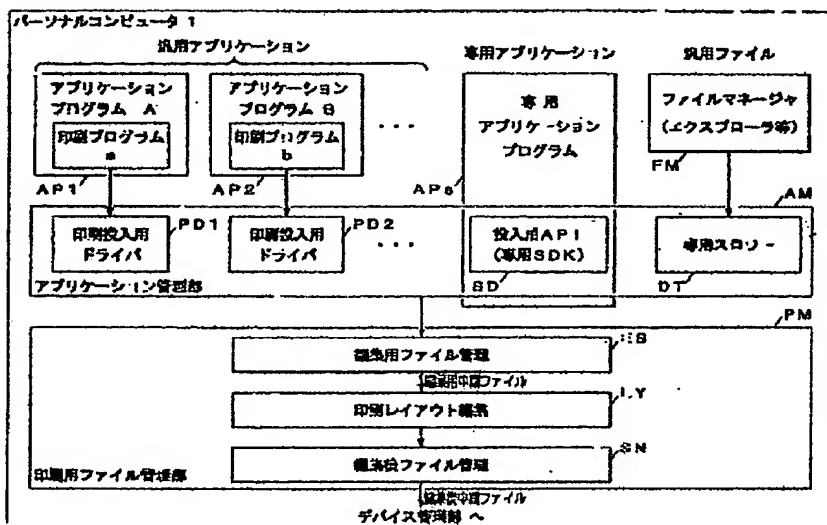 パーソナルコンピュータ 1
汎用アプリケーション
専用アプリケーション
汎用ファイル
アプリケーション
プログラム A
印刷プログラム
a
AP1
アプリケーション
プログラム B
印刷プログラム
b
AP2
・・・
専用
アプリケーション
プログラム
APs
ファイルマネージャ
(エクスプローラ等)
FM
AM
印刷投入用
ドライバ
PD1
印刷投入用
ドライバ
PD2
・・・
投入用API
(専用SDK)
SD
専用スロリー
DT
アプリケーション管理部
PM
編集用ファイル管理
ES
編集用中間ファイル
印刷レイアウト編集
LY
編集後ファイル管理
SN
印刷用ファイル管理部
編集後中間ファイル
デバイス管理部 へ